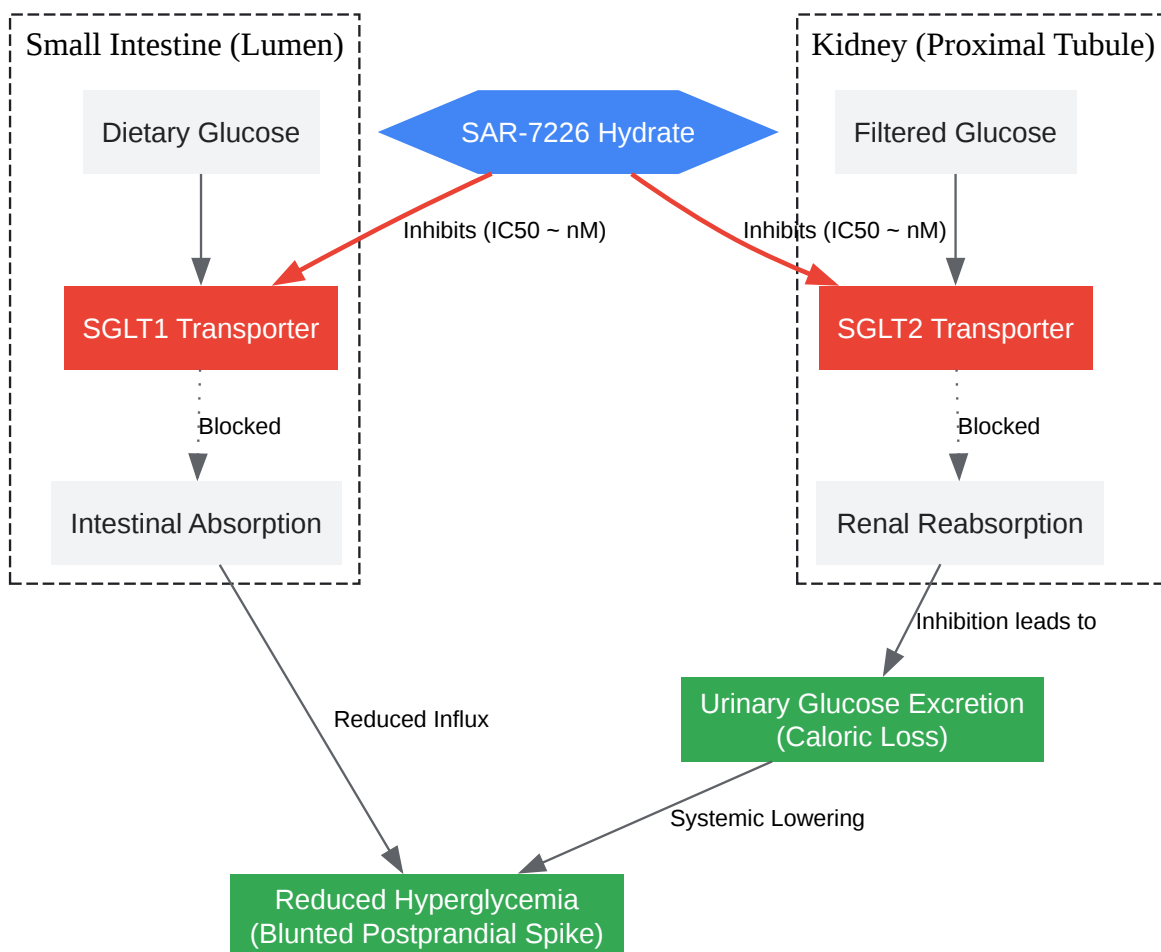 Small Intestine (Lumen)
Kidney (Proximal Tubule)
Dietary Glucose
SAR-7226 Hydrate
Filtered Glucose
Inhibits (IC50 ~ nM)
Inhibits (IC50 ~ nM)
SGLT1 Transporter
SGLT2 Transporter
Blocked
Blocked
Intestinal Absorption
Renal Reabsorption
Inhibition leads to
Reduced Influx
Urinary Glucose Excretion
(Caloric Loss)
Systemic Lowering
Reduced Hyperglycemia
(Blunted Postprandial Spike)